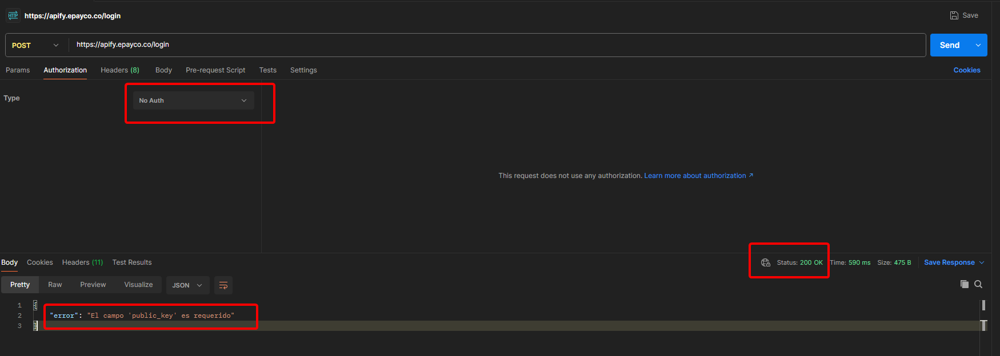 HTTP https://apify.epayco.co/login Save
POST https://apify.epayco.co/login Send
Params Authorization Headers (8) Body Pre-request Script Tests Settings Cookies
Type No Auth
This request does not use any authorization. Learn more about authorization ↗
Body Cookies Headers (11) Test Results Status: 200 OK Time: 590 ms Size: 475 B Save Response
Pretty Raw Preview Visualize JSON
1 {
2 "error": "El campo 'public_key' es requerido"
3 }